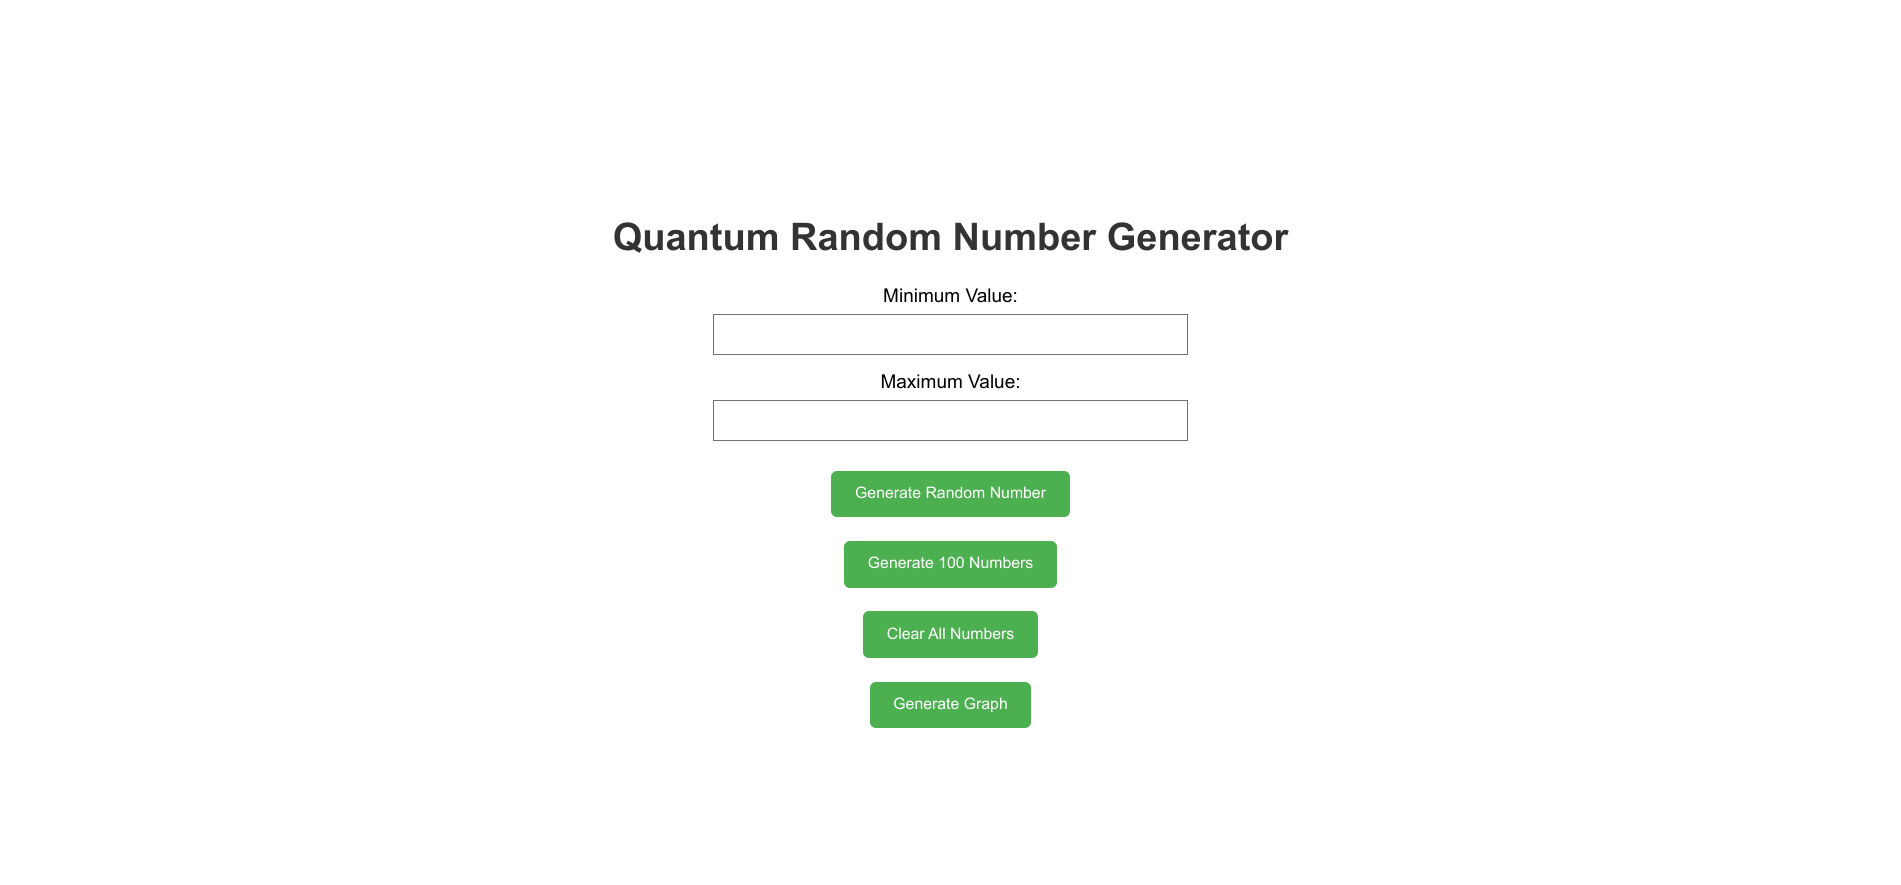 Quantum Random Number Generator
Minimum Value:
Maximum Value:
Generate Random Number
Generate 100 Numbers
Clear All Numbers
Generate Graph